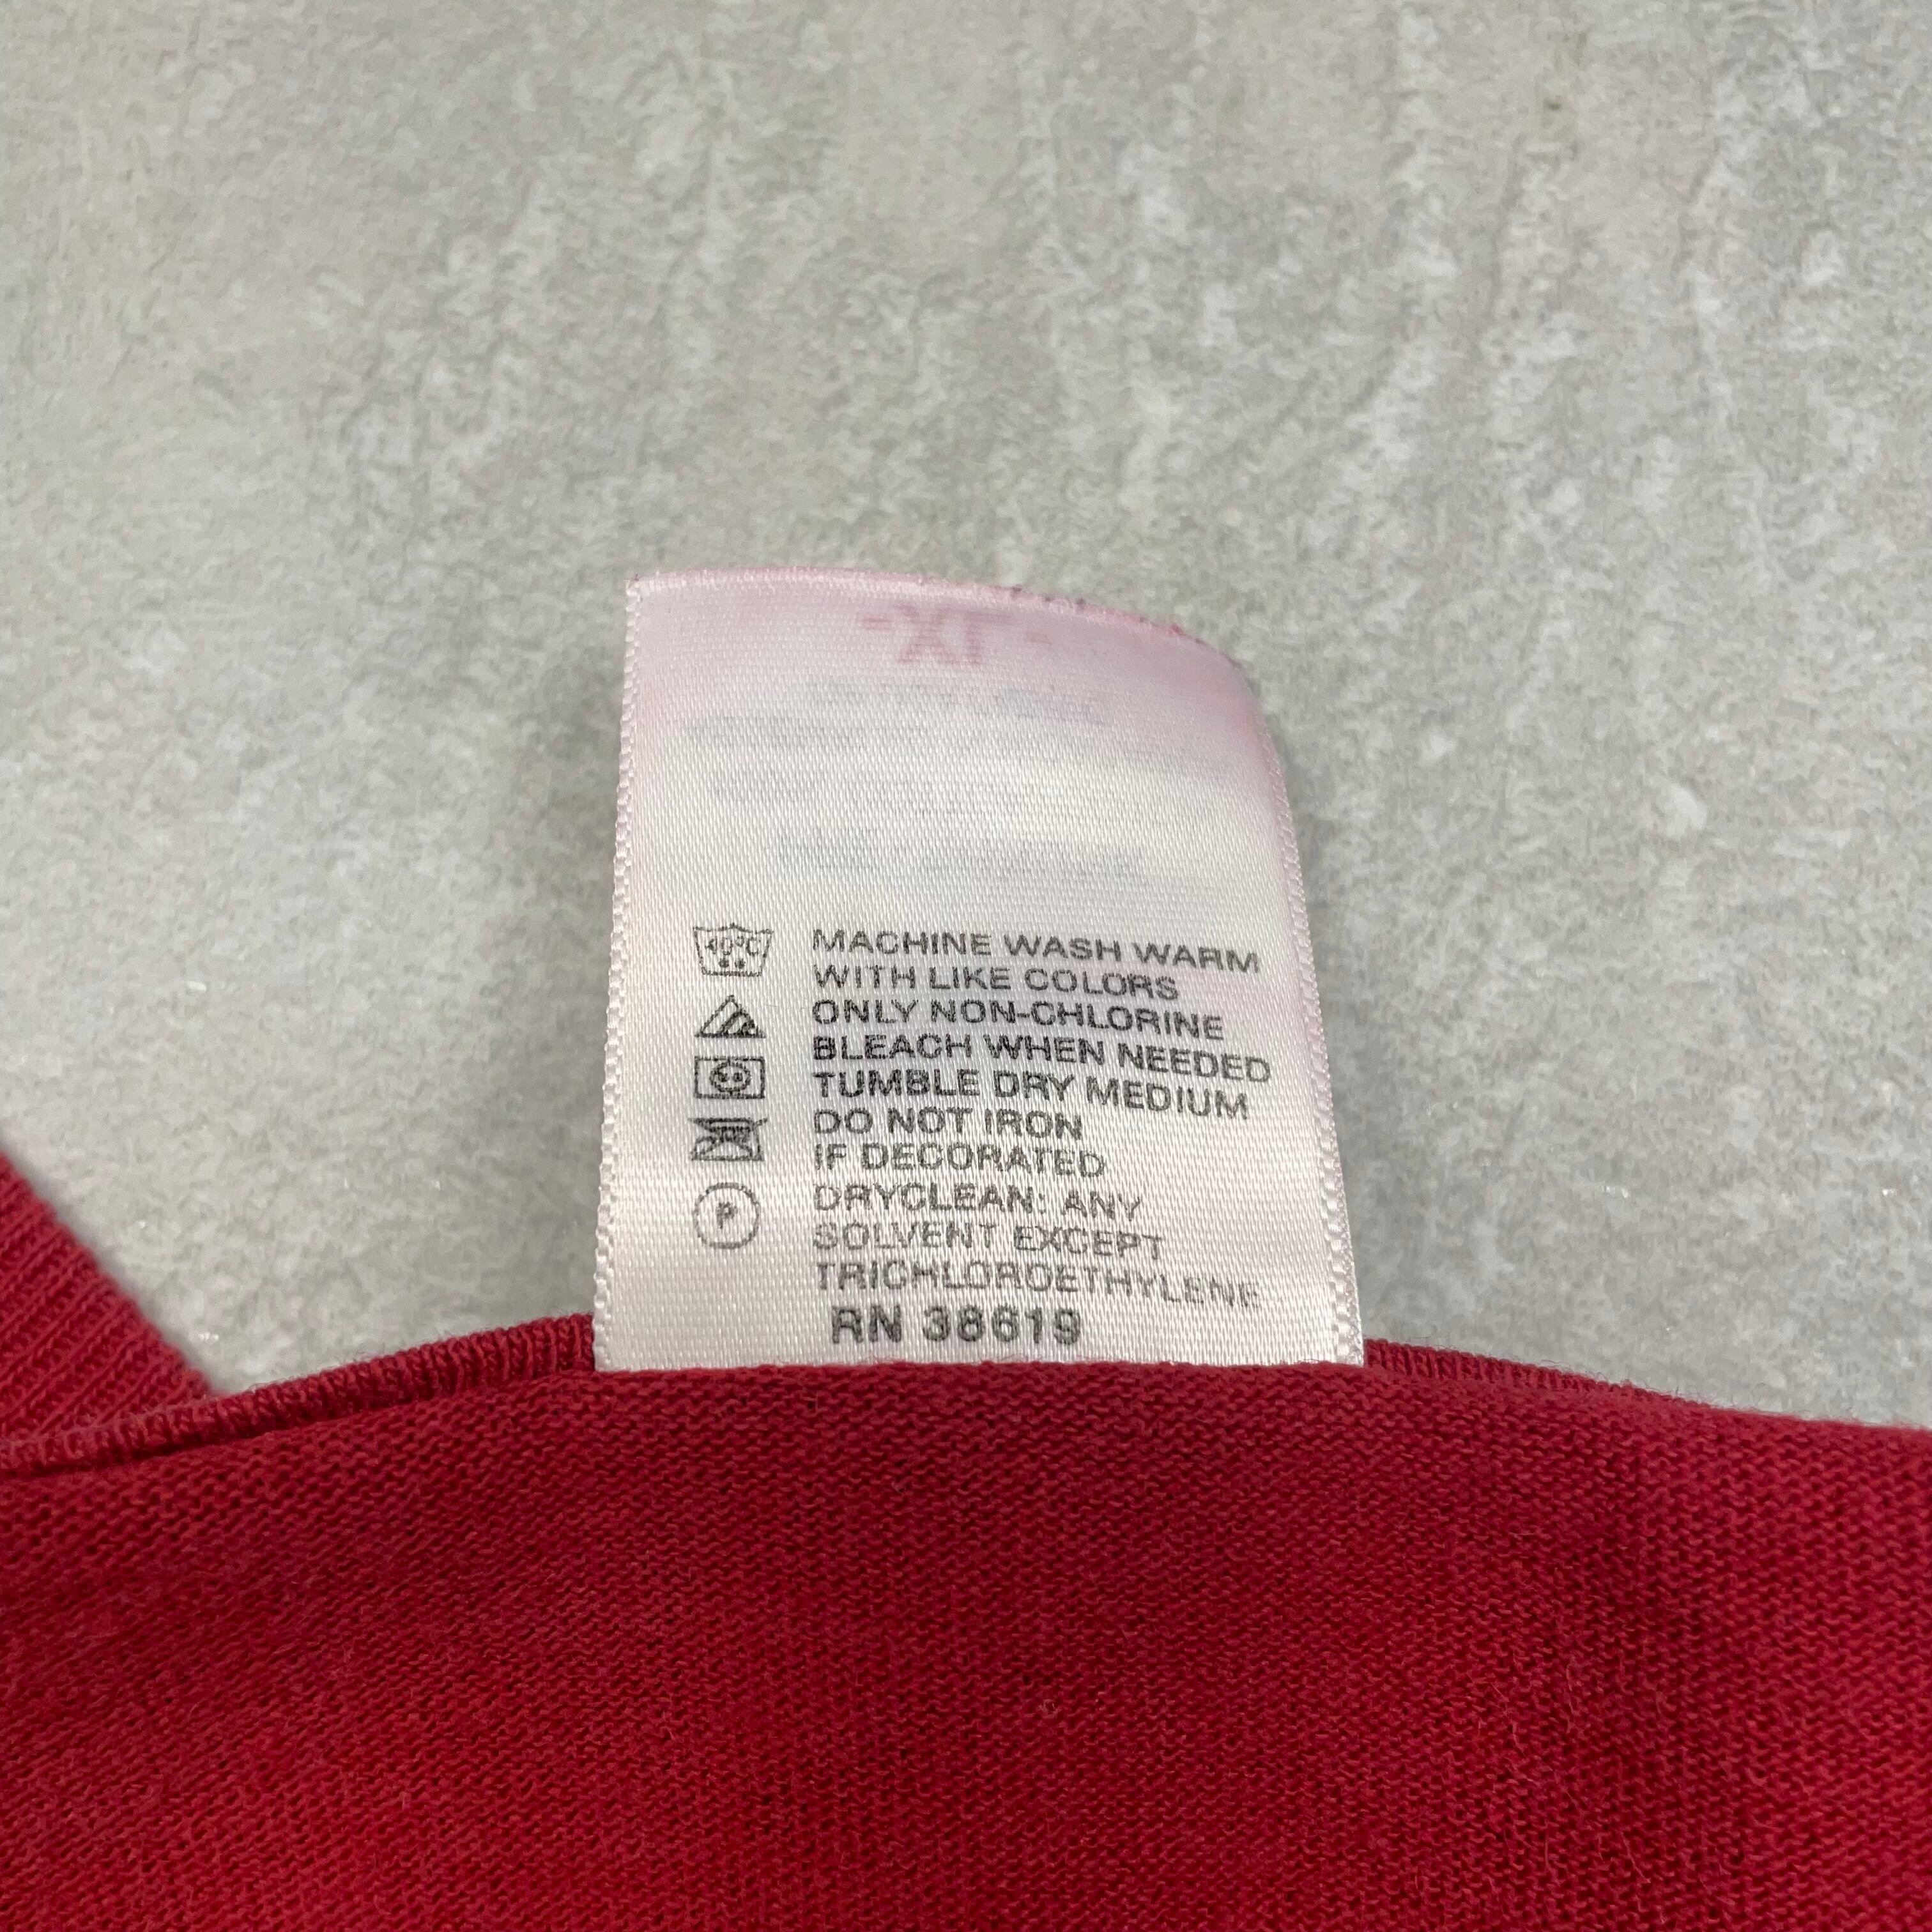 40°C
MACHINE WASH WARM
WITH LIKE COLORS
ONLY NON-CHLORINE
BLEACH WHEN NEEDED
TUMBLE DRY MEDIUM
DO NOT IRON
IF DECORATED
P
DRYCLEAN: ANY
SOLVENT EXCEPT
TRICHLOROETHYLENE
RN 38619